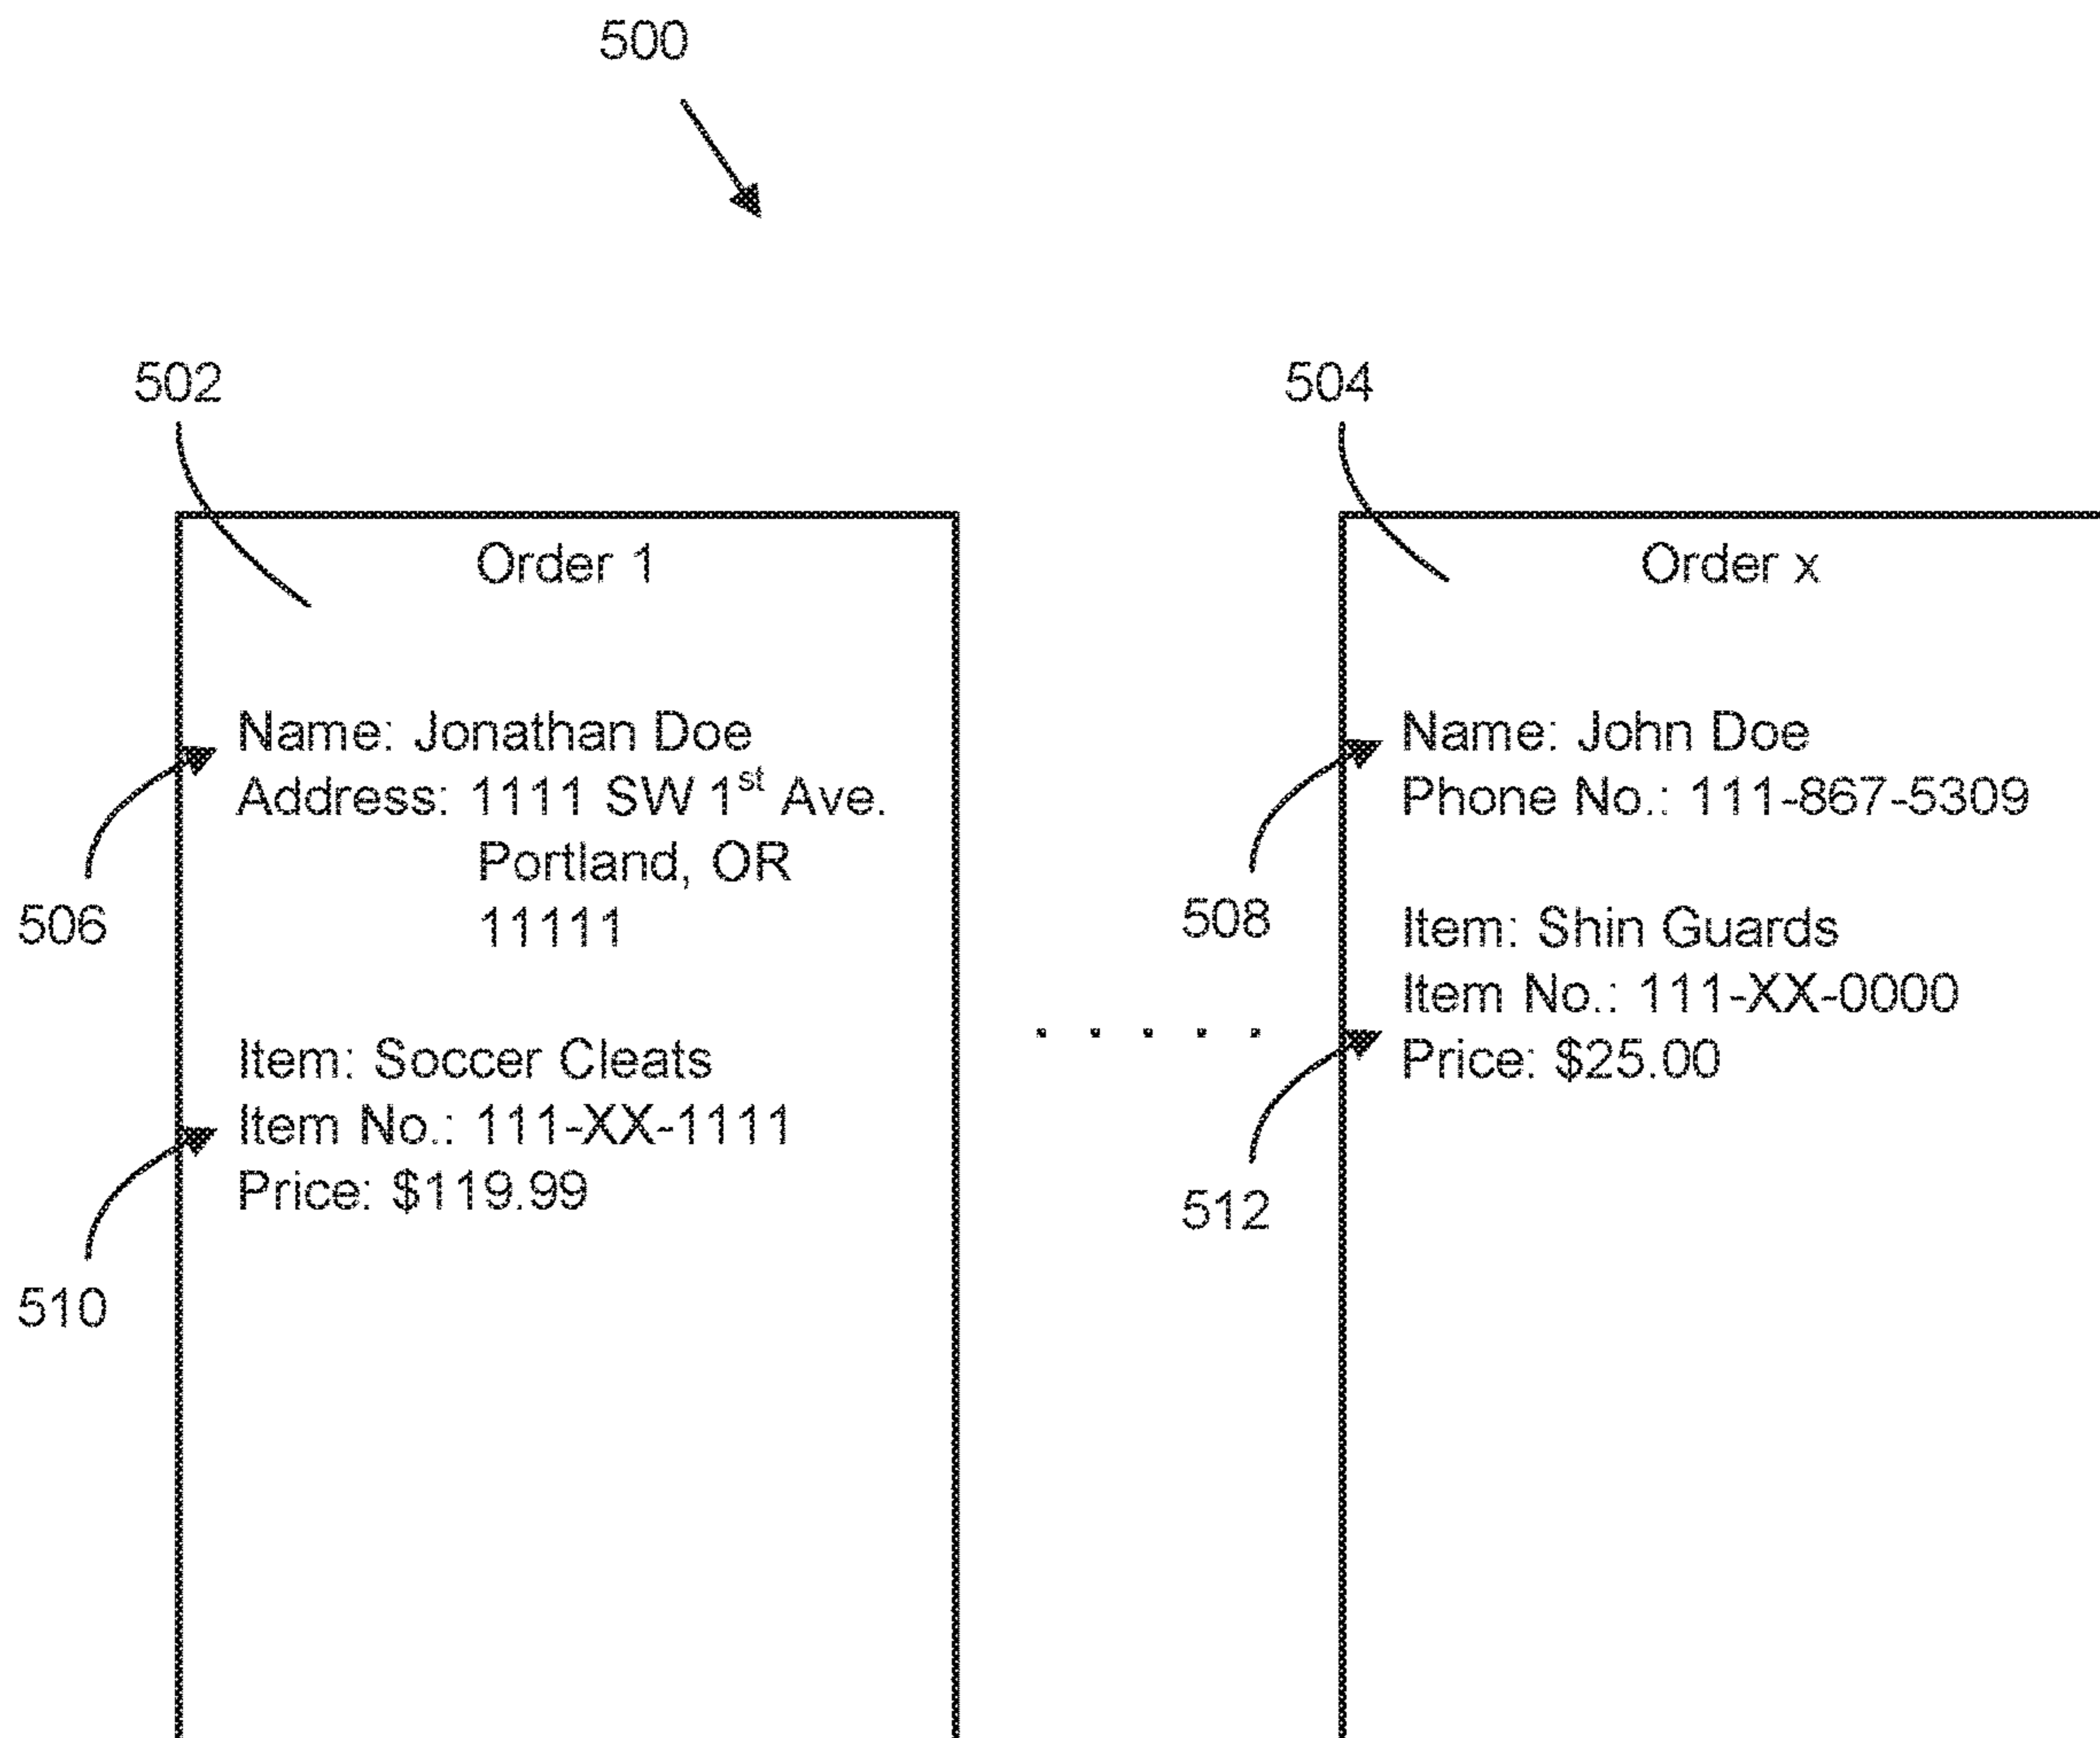 500
502
504
Order 1
Order x
Name: Jonathan Doe
Address: 1111 SW 1st Ave.
Portland, OR
11111
506
Item: Soccer Cleats
Item No.: 111-XX-1111
Price: $119.99
510
Name: John Doe
Phone No.: 111-867-5309
508
Item: Shin Guards
Item No.: 111-XX-0000
Price: $25.00
512